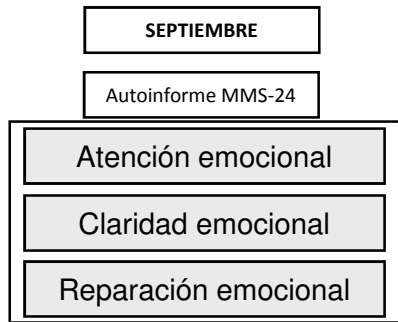 SEPTIEMBRE
Autoinforme MMS-24
Atención emocional
Claridad emocional
Reparación emocional